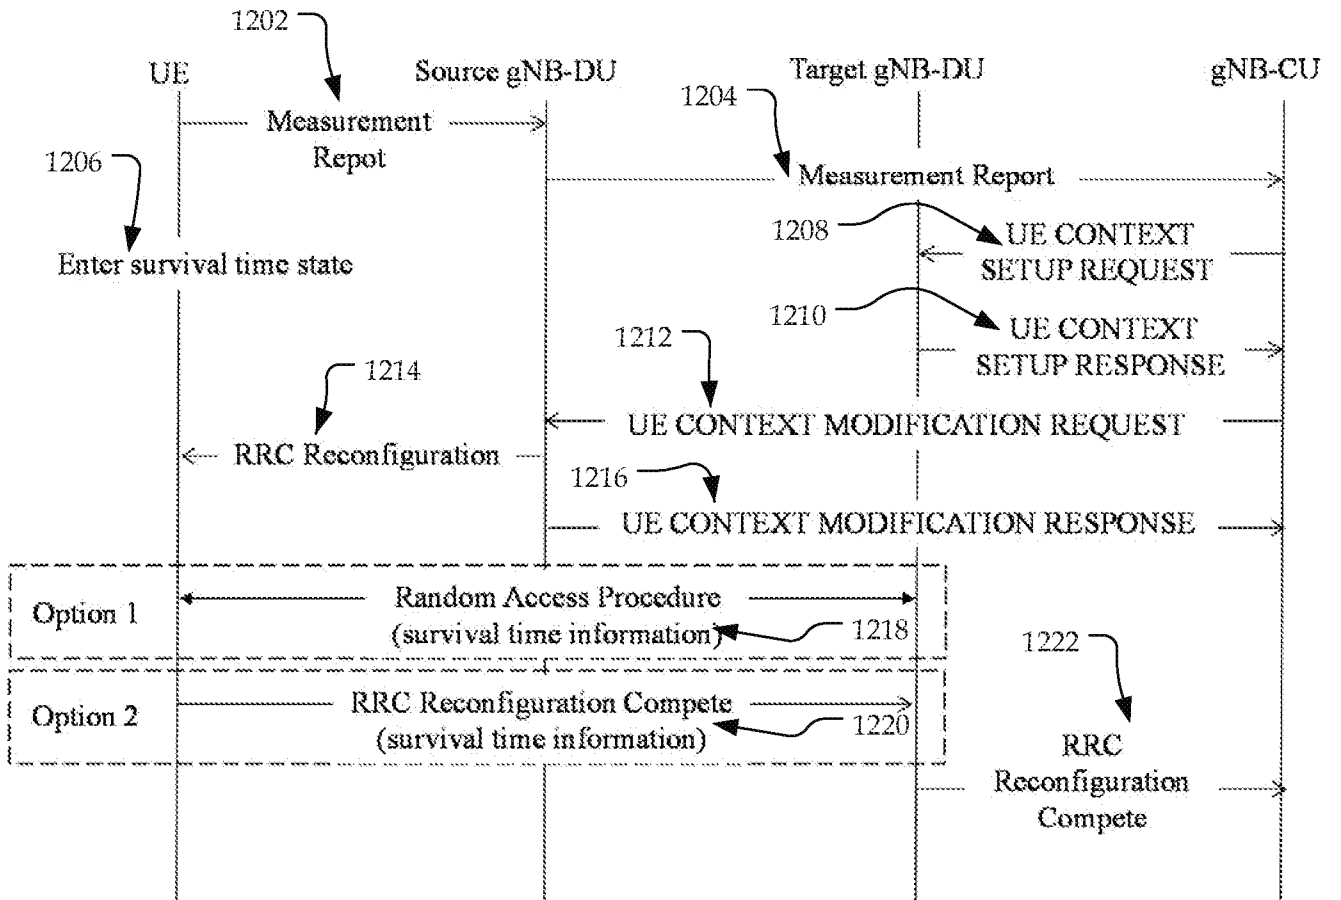 1202
UE
Source gNB-DU
Target gNB-DU
gNB-CU
1204
Measurement
Repot
1206
Measurement Report
1208
UE CONTEXT
SETUP REQUEST
Enter survival time state
1210
UE CONTEXT
SETUP RESPONSE
1212
1214
UE CONTEXT MODIFICATION REQUEST
RRC Reconfiguration
1216
UE CONTEXT MODIFICATION RESPONSE
Option 1
Random Access Procedure
(survival time information)
1218
1222
Option 2
RRC Reconfiguration Compete
(survival time information)
1220
RRC
Reconfiguration
Compete